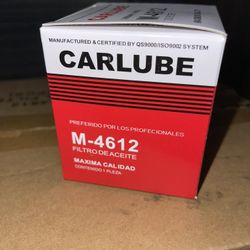 MANUFACTURED & CERTIFIED BY QS9000/ISO9002 SYSTEM
CARLUBE
PREFERIDO POR LOS PROFECIONALES
M-4612
FILTRO DE ACEITE
MAXIMA CALIDAD
CONTENIDO 1 PIEZA